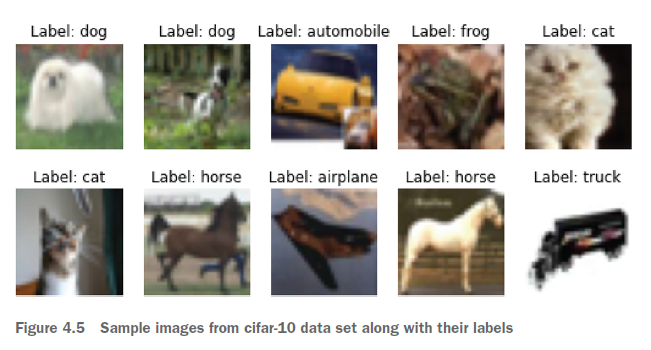 Label: dog Label: dog Label: automobile Label: frog Label: cat
Label: cat Label: horse Label: airplane Label: horse Label: truck
Figure 4.5 Sample images from cifar-10 data set along with their labels